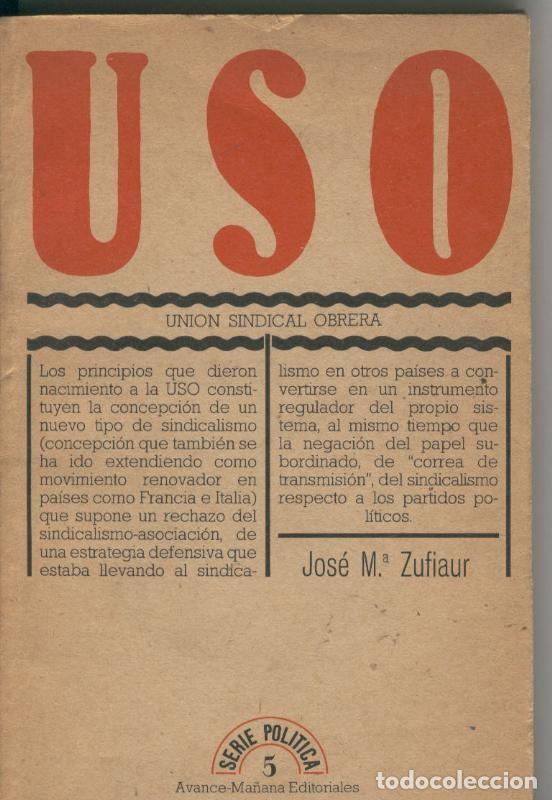 USO
UNION SINDICAL OBRERA
Los principios que dieron
nacimiento a la USO consti-
tuyen la concepción de un
nuevo tipo de sindicalismo
(concepción que también se
ha ido extendiendo como
movimiento renovador en
países como Francia e Italia)
que supone un rechazo del
sindicalismo-asociación, de
una estrategia defensiva que
estaba llevando al sindica-
lismo en otros países a con-
vertirse en un instrumento
regulador del propio sis-
tema, al mismo tiempo que
la negación del papel su-
bordinado, de "correa de
transmisión", del sindicalismo
respecto a los partidos po-
líticos.
José M.ª Zufiaur
SERIE POLITICA
5
Avance-Mañana Editoriales
todocoleccion